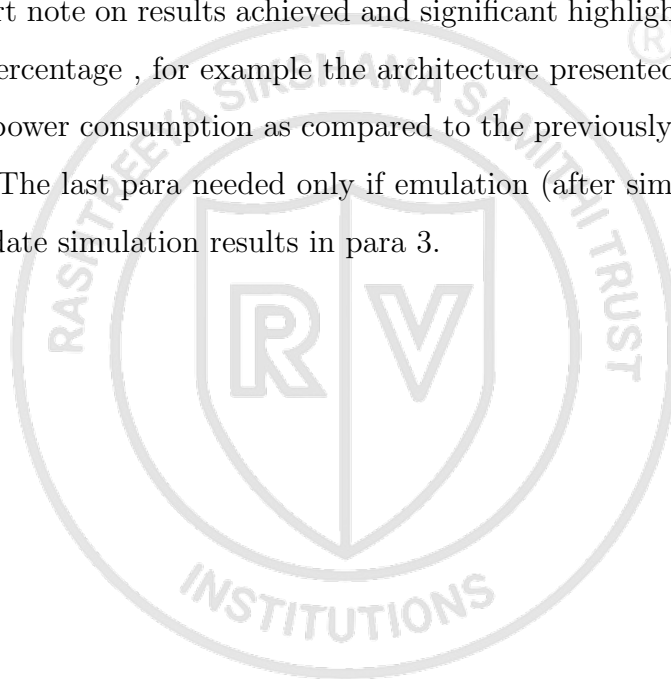 rt note on results achieved and significant highligh
ercentage , for example the architecture presented
power consumption as compared to the previously
The last para needed only if emulation (after sim
date simulation results in para 3.
RASHTREEYA SIKSHANA SAMITHI TRUST
RV
INSTITUTIONS